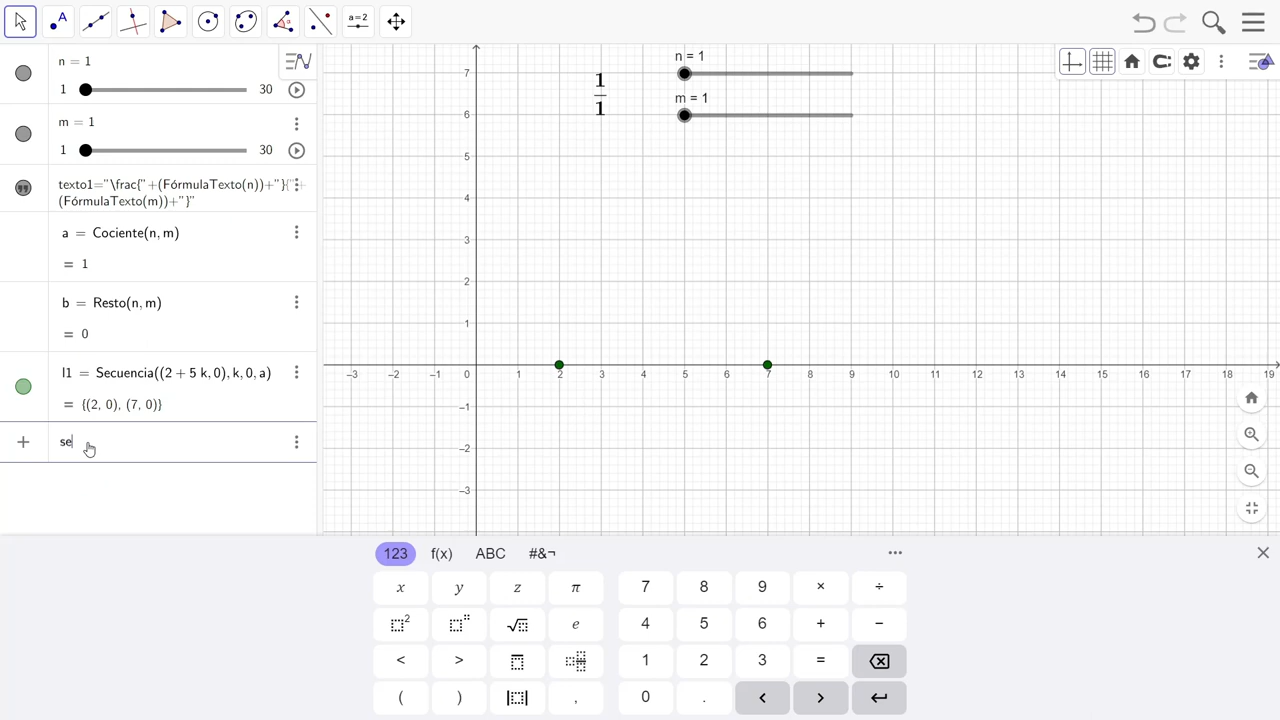 a=2
n = 1
1
30
m = 1
1
30
texto1="\frac{"+(FórmulaTexto(n))+"}{"+
(FórmulaTexto(m))+"}"
a = Cociente(n, m)
= 1
b = Resto(n, m)
= 0
l1 = Secuencia((2 + 5 k, 0), k, 0, a)
= {(2, 0), (7, 0)}
+ se
1
1
n = 1
m = 1
7
6
5
4
3
2
1
–3 –2 –1 0 1 2 3 4 5 6 7 8 9 10 11 12 13 14 15 16 17 18 19
–1
–2
–3
123 f(x) ABC #&¬
x y z π 7 8 9 × ÷
2 e 4 5 6 + −
< > 1 2 3 =
( ) , 0 . < >